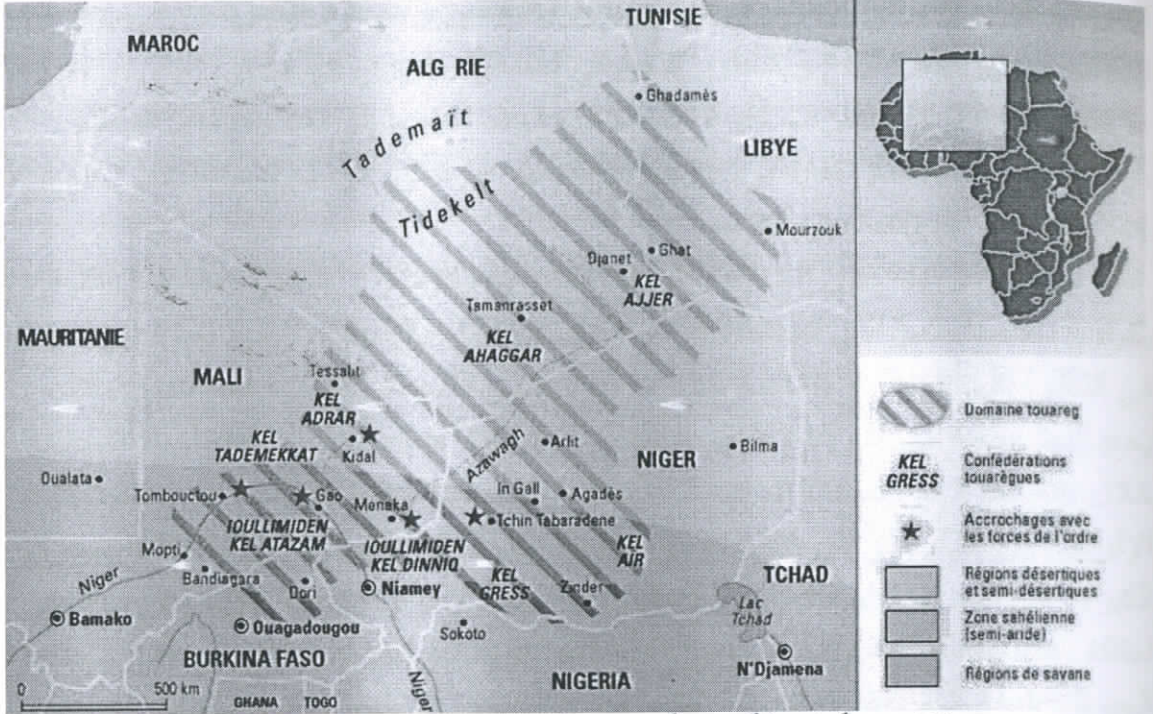 TUNISIE
MAROC
ALG RIE
Ghadamès
Tademaït
LIBYE
Tidekelt
Mourzouk
Ghat
Djanet
KEL
AJJER
Tamanrasset
KEL
AHAGGAR
MAURITANIE
MALI
Tessalit
KEL
ADRAR
KEL
TADEMEKKAT
Kidal
Azawagh
Arlit
NIGER
Bilma
Oualata
Tombouctou
Gao
Menaka
In Gall
Agadès
Tchin Tabaradene
IOULLIMIDEN
KEL ATAZAM
IOULLIMIDEN
KEL DINNIQ
KEL
AIR
Mopti
Niger
Bandiagara
Dori
Niamey
KEL
GRESS
Zinder
TCHAD
Lac
Tchad
Bamako
Ouagadougou
Sokoto
BURKINA FASO
Niger
NIGERIA
N'Djamena
0 500 km
GHANA TOGO
Domaine touareg
KEL
GRESS
Confédérations
touarègues
Accrochages avec
les forces de l'ordre
Régions désertiques
et semi-désertiques
Zone sahélienne
(semi-aride)
Régions de savane